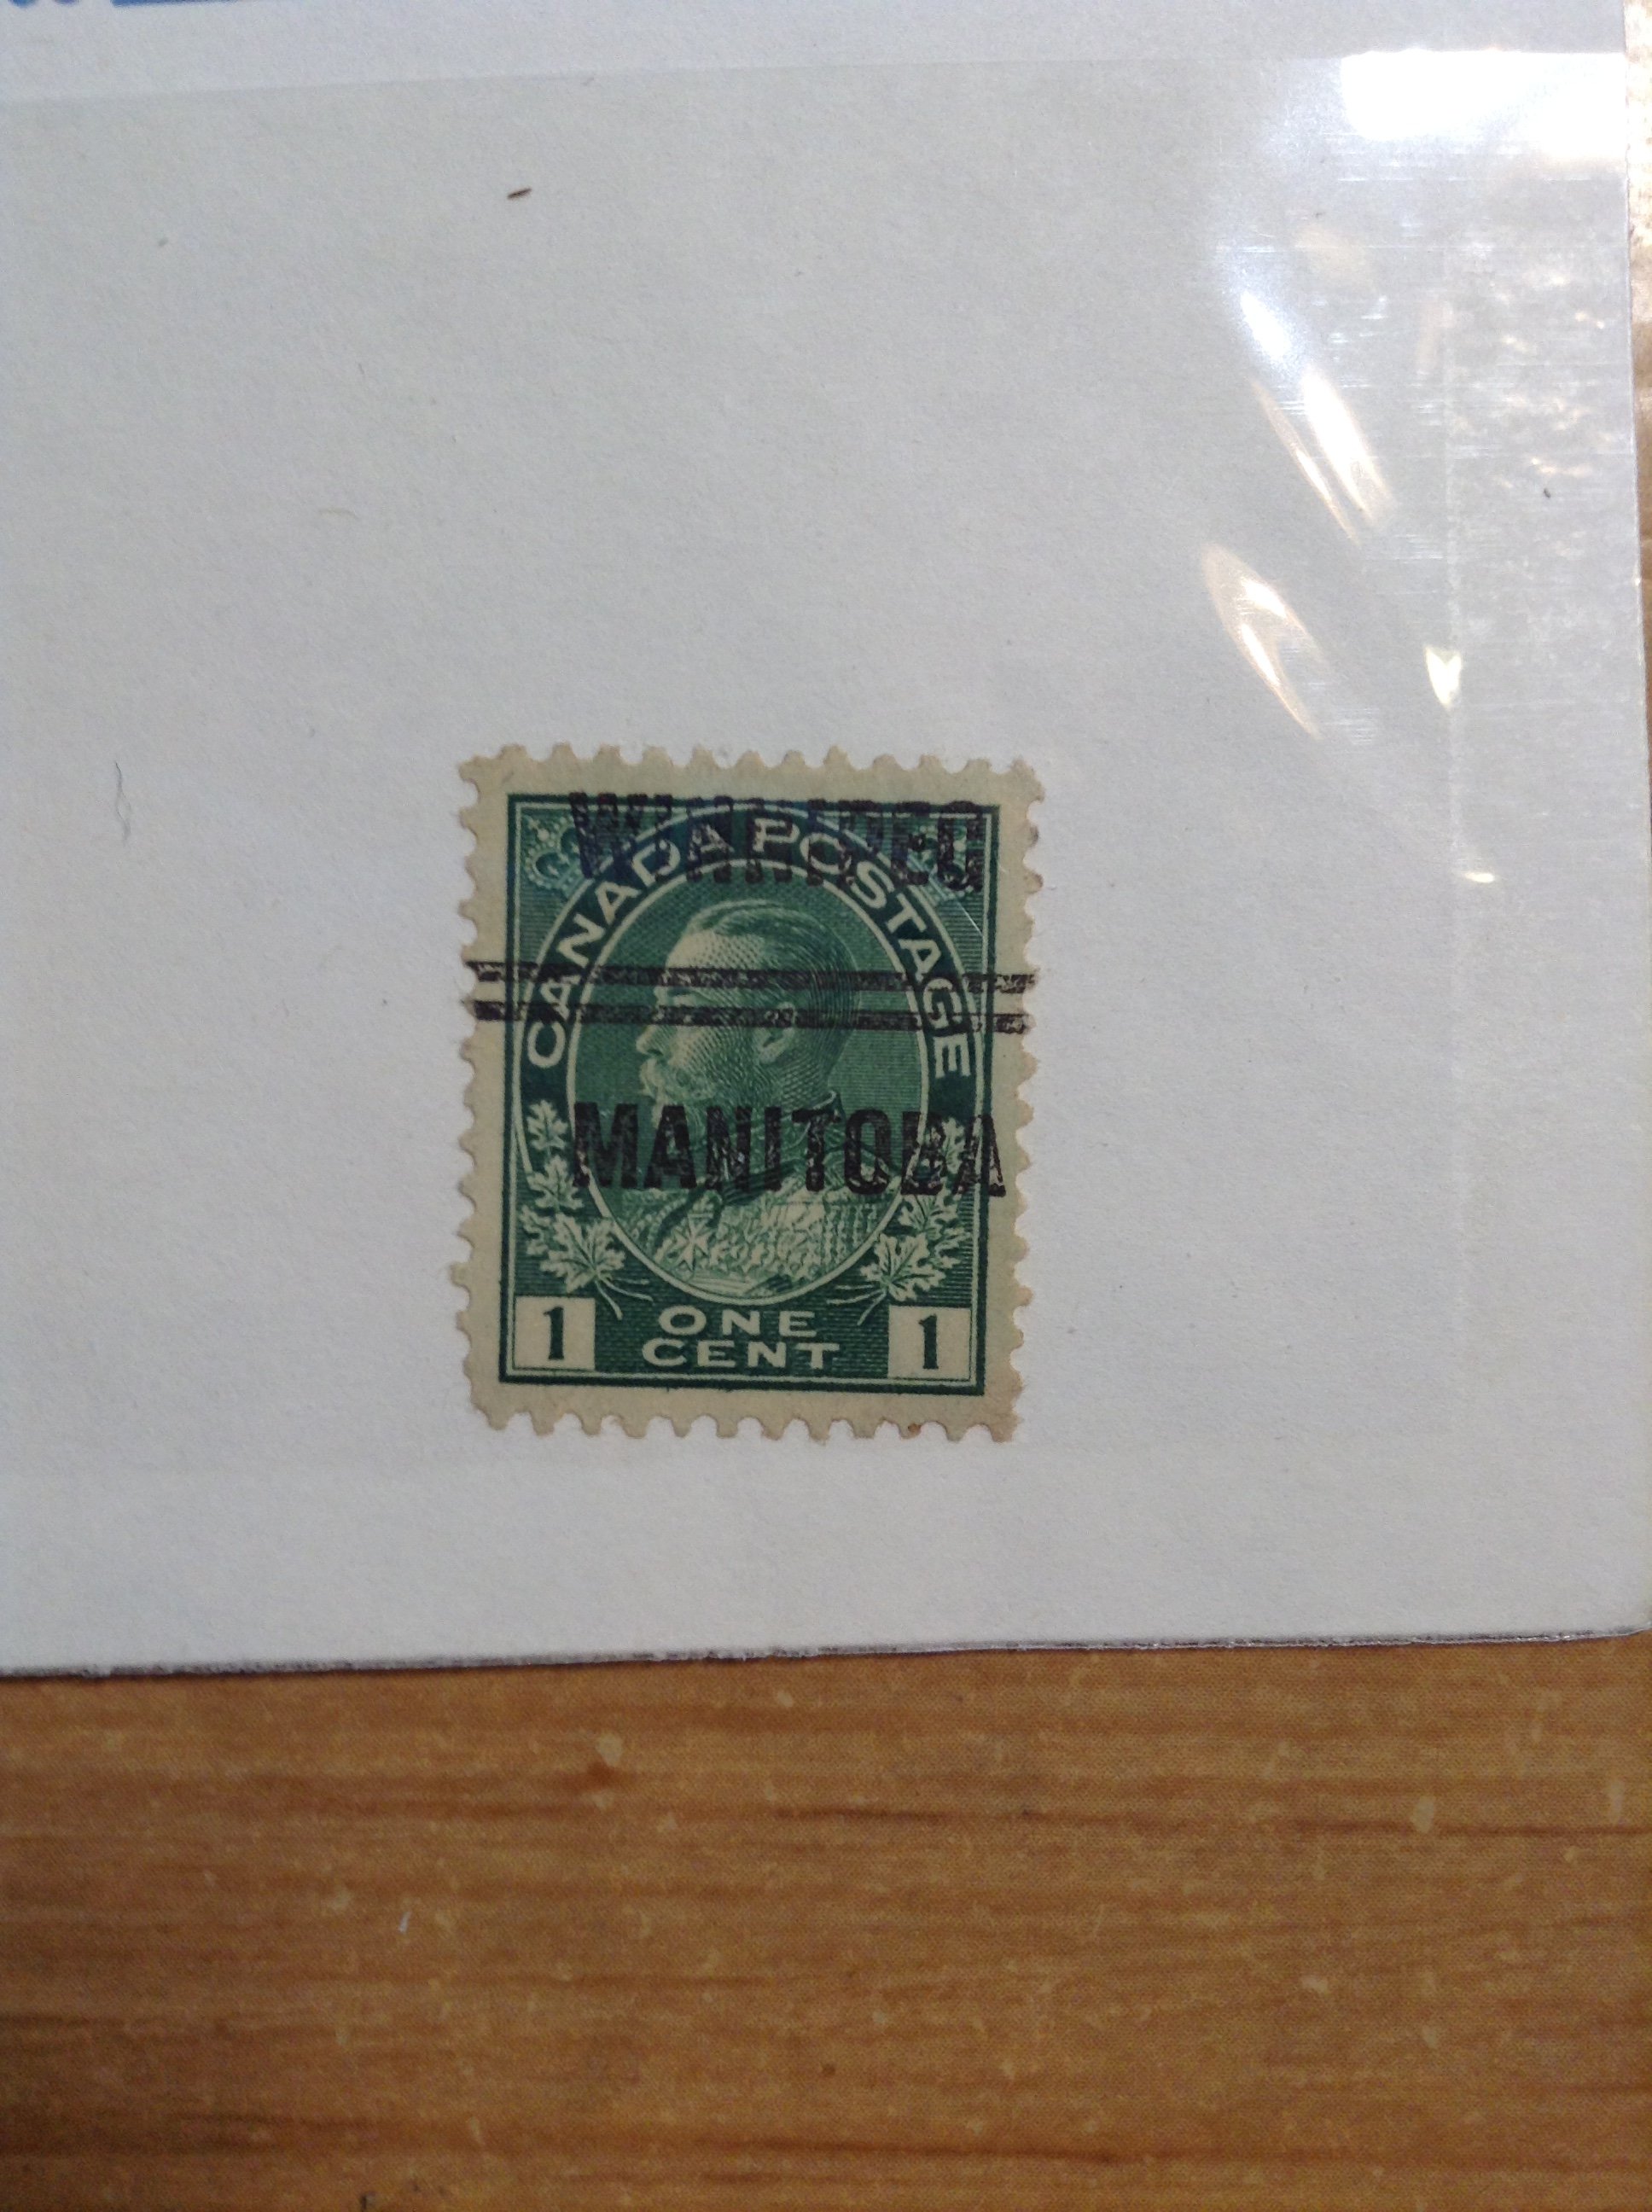 WINNIPEG
CANADA POSTAGE
MANITOBA
1 ONE 1
CENT